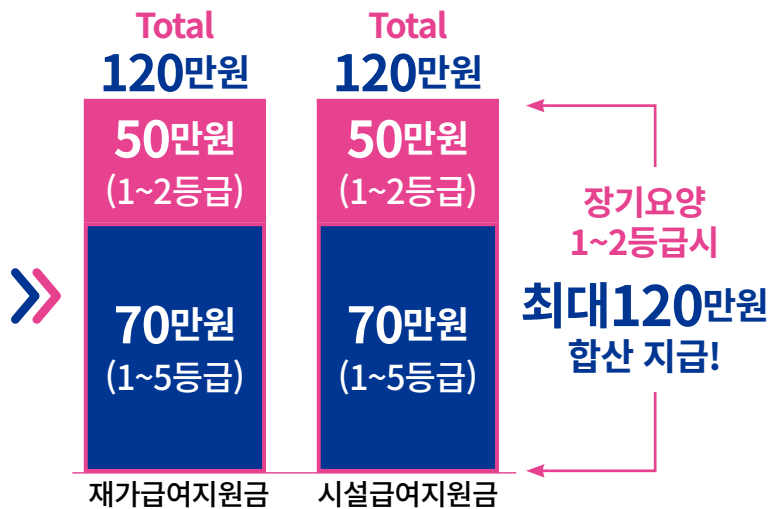 Total
120만원
50만원
(1~2등급)
70만원
(1~5등급)
재가급여지원금
Total
120만원
50만원
(1~2등급)
70만원
(1~5등급)
시설급여지원금
장기요양
1~2등급시
최대120만원
합산 지급!